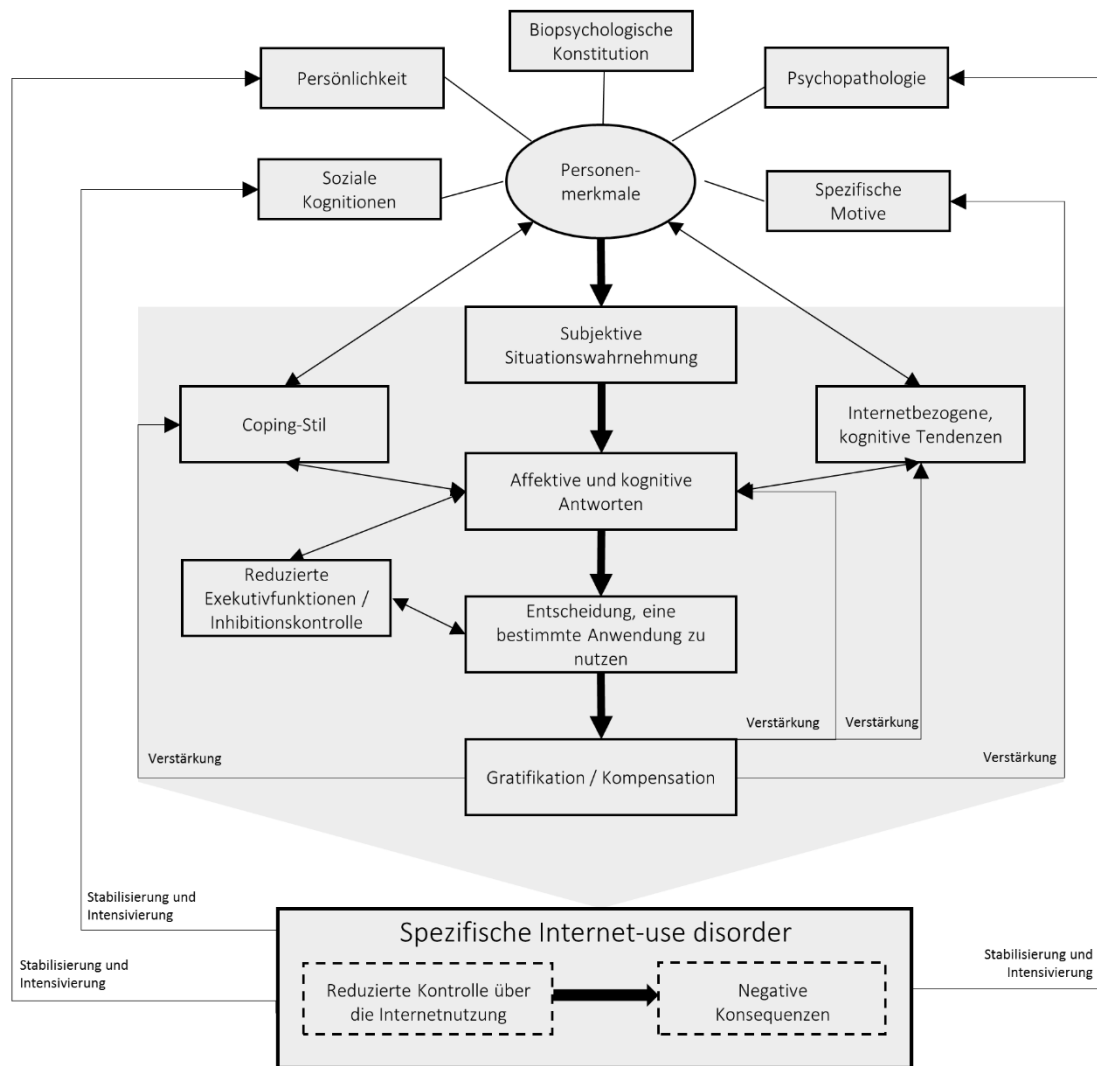 Biopsychologische
Konstitution
Persönlichkeit
Psychopathologie
Soziale
Kognitionen
Personen-
merkmale
Spezifische
Motive
Subjektive
Situationswahrnehmung
Coping-Stil
Internetbezogene,
kognitive Tendenzen
Affektive und kognitive
Antworten
Reduzierte
Exekutivfunktionen /
Inhibitionskontrolle
Entscheidung, eine
bestimmte Anwendung zu
nutzen
Verstärkung
Verstärkung
Verstärkung
Gratifikation / Kompensation
Verstärkung
Stabilisierung und
Intensivierung
Spezifische Internet-use disorder
Stabilisierung und
Intensivierung
Stabilisierung und
Intensivierung
Reduzierte Kontrolle über
die Internetnutzung
Negative
Konsequenzen